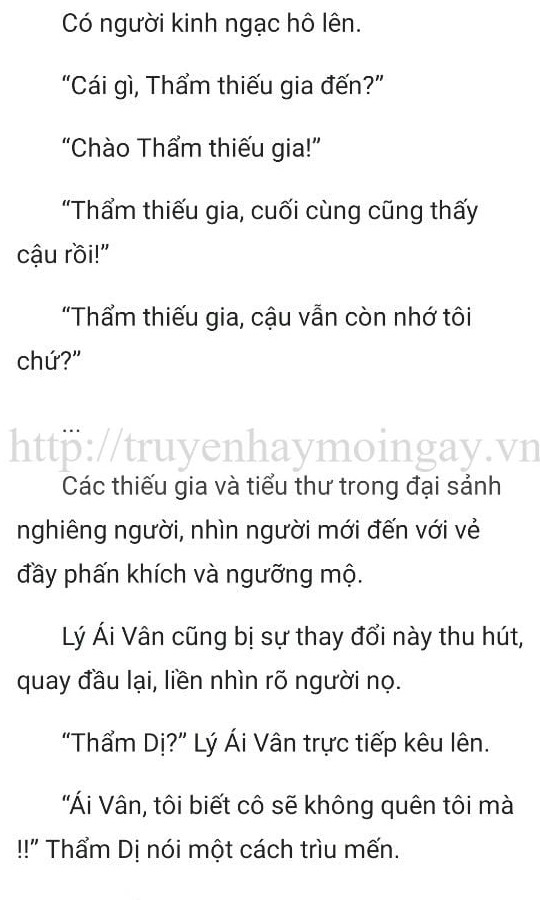 Có người kinh ngạc hô lên.
“Cái gì, Thẩm thiếu gia đến?”
“Chào Thẩm thiếu gia!”
“Thẩm thiếu gia, cuối cùng cũng thấy
cậu rồi!”
“Thẩm thiếu gia, cậu vẫn còn nhớ tôi
chứ?”
...
http://truyenhaymoingay.vn
Các thiếu gia và tiểu thư trong đại sảnh
nghiêng người, nhìn người mới đến với vẻ
đầy phấn khích và ngưỡng mộ.
Lý Ái Vân cũng bị sự thay đổi này thu hút,
quay đầu lại, liền nhìn rõ người nọ.
“Thẩm Dị?” Lý Ái Vân trực tiếp kêu lên.
“Ái Vân, tôi biết cô sẽ không quên tôi mà
!!” Thẩm Dị nói một cách trìu mến.